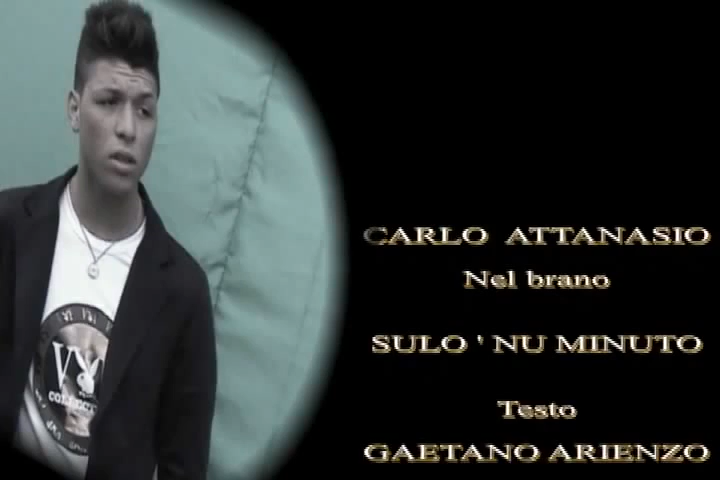 CARLO ATTANASIO
Nel brano
SULO ' NU MINUTO
Testo
GAETANO ARIENZO